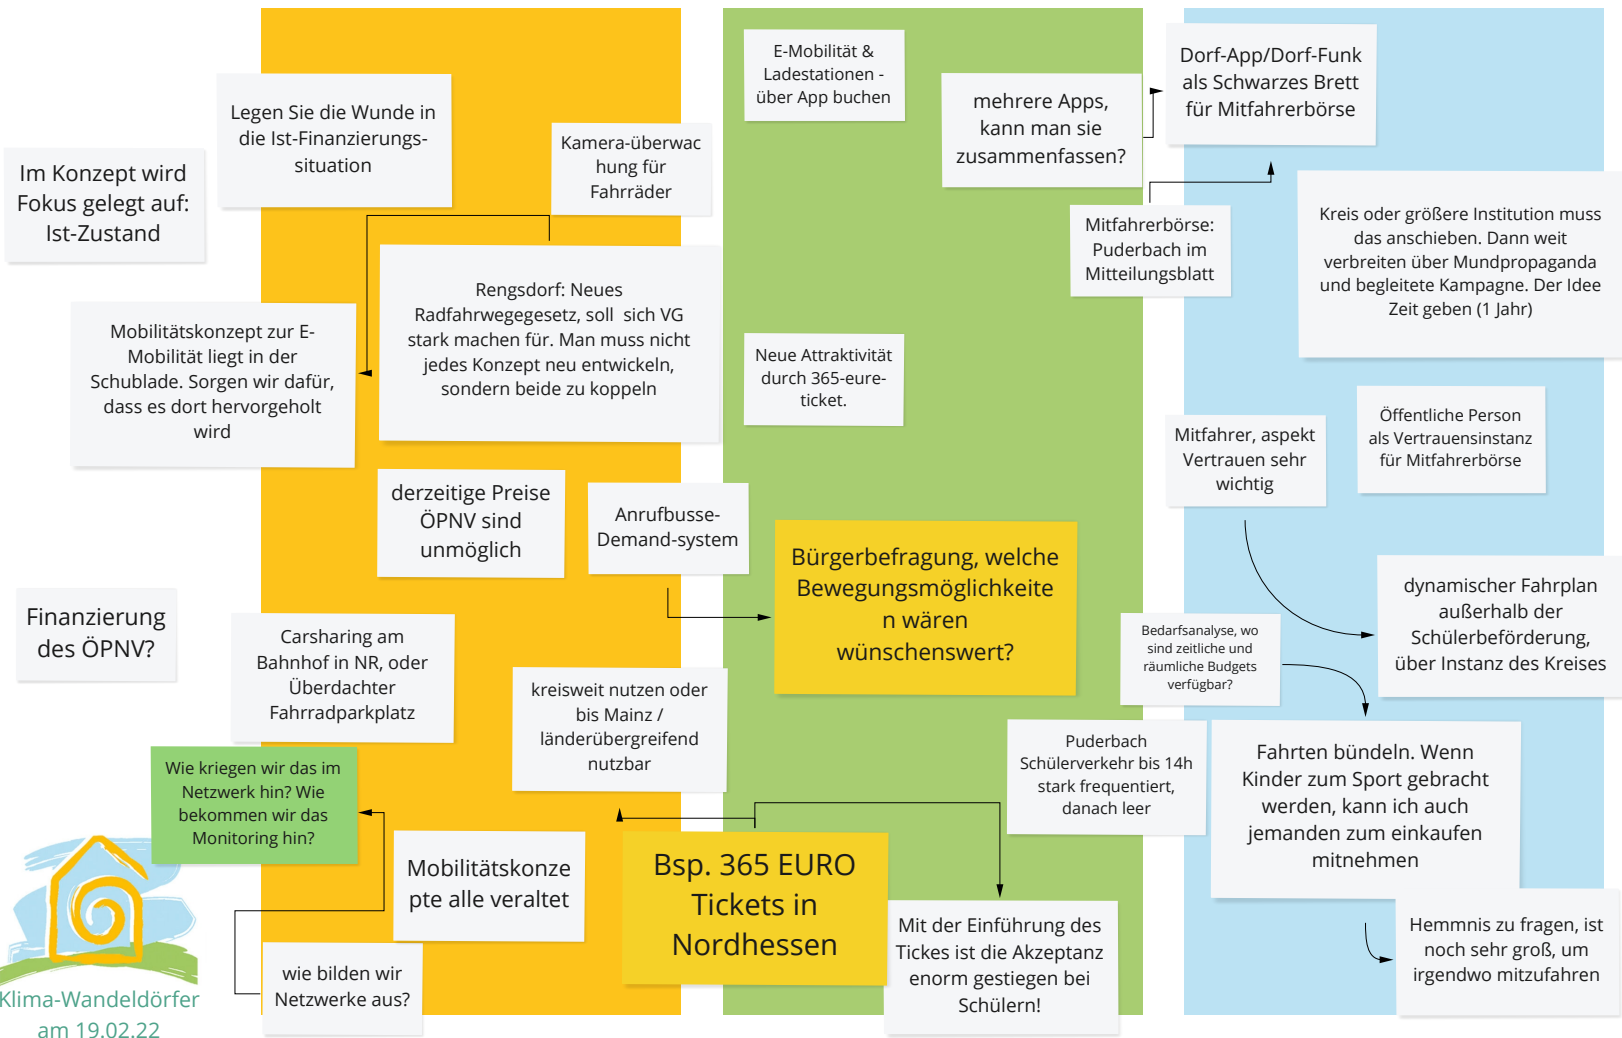 Im Konzept wird
Fokus gelegt auf:
Ist-Zustand
Legen Sie die Wunde in
die Ist-Finanzierungs-
situation
Kamera-überwac
hung für
Fahrräder
Mobilitätskonzept zur E-
Mobilität liegt in der
Schublade. Sorgen wir dafür,
dass es dort hervorgeholt
wird
Rengsdorf: Neues
Radfahrwegegesetz, soll  sich VG
stark machen für. Man muss nicht
jedes Konzept neu entwickeln,
sondern beide zu koppeln
derzeitige Preise
ÖPNV sind
unmöglich
Anrufbusse-
Demand-system
Finanzierung
des ÖPNV?
Carsharing am
Bahnhof in NR, oder
Überdachter
Fahrradparkplatz
kreisweit nutzen oder
bis Mainz /
länderübergreifend
nutzbar
Wie kriegen wir das im
Netzwerk hin? Wie
bekommen wir das
Monitoring hin?
Mobilitätskonze
pte alle veraltet
wie bilden wir
Netzwerke aus?
Klima-Wandeldörfer
am 19.02.22
E-Mobilität &
Ladestationen -
über App buchen
mehrere Apps,
kann man sie
zusammenfassen?
Mitfahrerbörse:
Puderbach im
Mitteilungsblatt
Neue Attraktivität
durch 365-eure-
ticket.
Bürgerbefragung, welche
Bewegungsmöglichkeite
n wären
wünschenswert?
Bsp. 365 EURO
Tickets in
Nordhessen
Mit der Einführung des
Tickes ist die Akzeptanz
enorm gestiegen bei
Schülern!
Dorf-App/Dorf-Funk
als Schwarzes Brett
für Mitfahrerbörse
Kreis oder größere Institution muss
das anschieben. Dann weit
verbreiten über Mundpropaganda
und begleitete Kampagne. Der Idee
Zeit geben (1 Jahr)
Mitfahrer, aspekt
Vertrauen sehr
wichtig
Öffentliche Person
als Vertrauensinstanz
für Mitfahrerbörse
dynamischer Fahrplan
außerhalb der
Schülerbeförderung,
über Instanz des Kreises
Bedarfsanalyse, wo
sind zeitliche und
räumliche Budgets
verfügbar?
Puderbach
Schülerverkehr bis 14h
stark frequentiert,
danach leer
Fahrten bündeln. Wenn
Kinder zum Sport gebracht
werden, kann ich auch
jemanden zum einkaufen
mitnehmen
Hemmnis zu fragen, ist
noch sehr groß, um
irgendwo mitzufahren